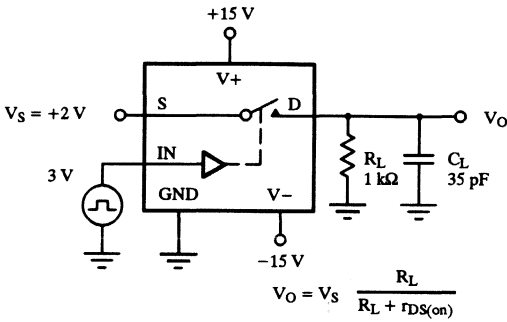 +15 V
V+
S
D
V_S = +2 V
V_O
IN
3 V
R_L
1 kΩ
C_L
35 pF
GND
V−
−15 V
V_O = V_S R_L / (R_L + r_DS(on))